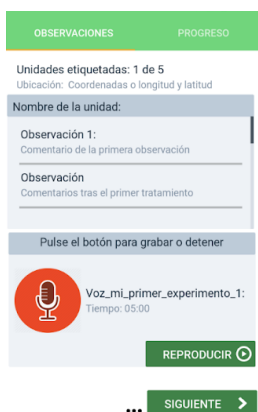 OBSERVACIONES PROGRESO
Unidades etiquetadas: 1 de 5
Ubicación: Coordenadas o longitud y latitud
Nombre de la unidad:
Observación 1:
Comentario de la primera observación
Observación
Comentarios tras el primer tratamiento
Pulse el botón para grabar o detener
Voz_mi_primer_experimento_1:
Tiempo: 05:00
REPRODUCIR
... SIGUIENTE